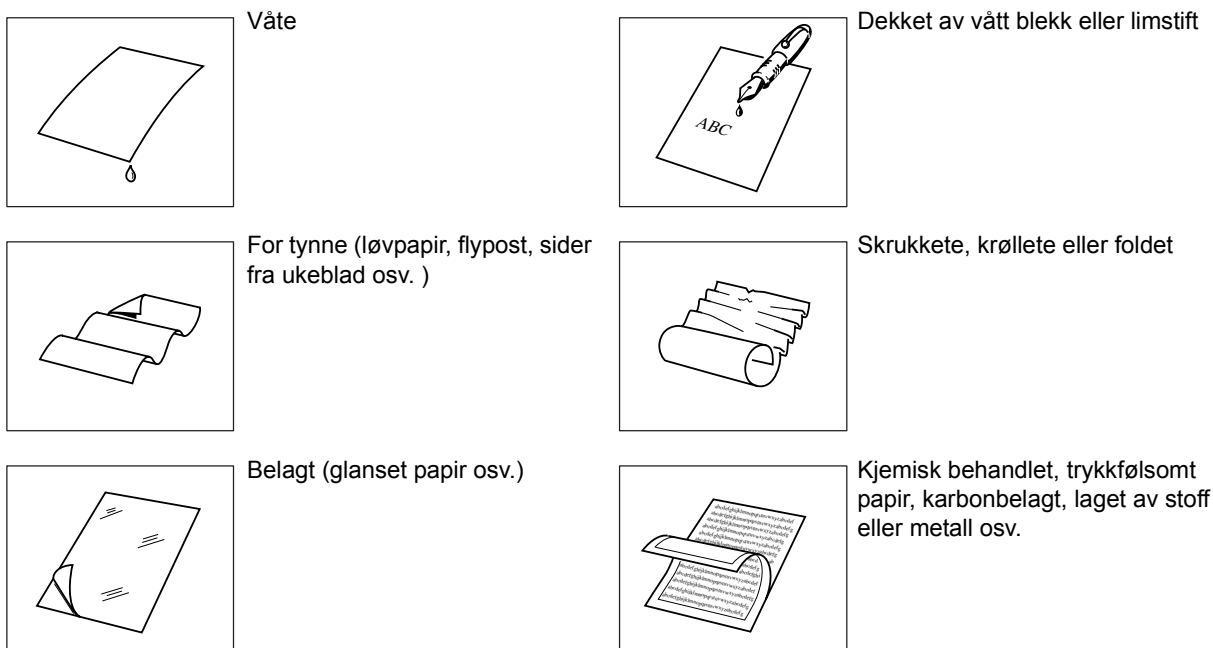 Våte
Dekket av vått blekk eller limstift
ABC
For tynne (løvpapir, flypost, sider
fra ukeblad osv. )
Skrukkete, krøllete eller foldet
Belagt (glanset papir osv.)
Kjemisk behandlet, trykkfølsomt
papir, karbonbelagt, laget av stoff
eller metall osv.